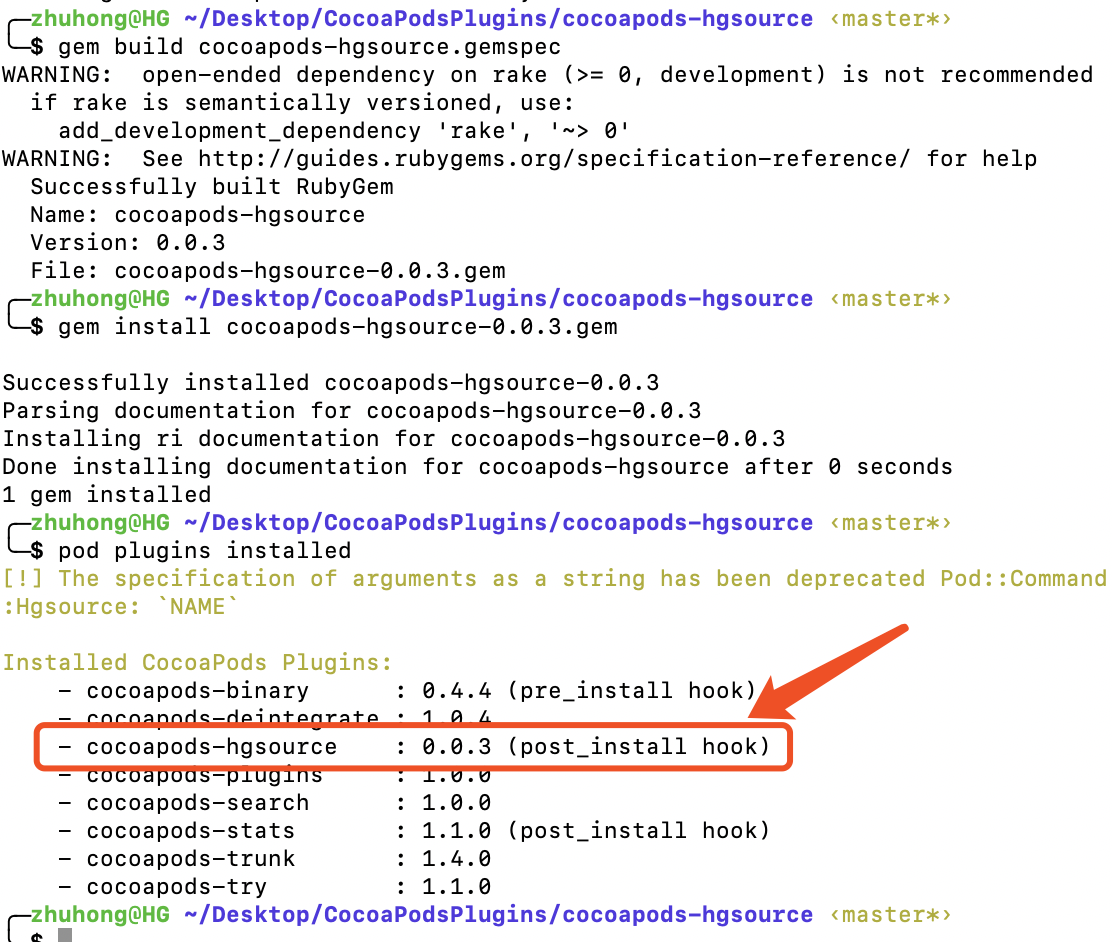 zhuhong@HG ~/Desktop/CocoaPodsPlugins/cocoapods-hgsource ‹master*›
$ gem build cocoapods-hgsource.gemspec
WARNING:  open-ended dependency on rake (>= 0, development) is not recommended
  if rake is semantically versioned, use:
    add_development_dependency 'rake', '~> 0'
WARNING:  See http://guides.rubygems.org/specification-reference/ for help
  Successfully built RubyGem
  Name: cocoapods-hgsource
  Version: 0.0.3
  File: cocoapods-hgsource-0.0.3.gem
zhuhong@HG ~/Desktop/CocoaPodsPlugins/cocoapods-hgsource ‹master*›
$ gem install cocoapods-hgsource-0.0.3.gem
Successfully installed cocoapods-hgsource-0.0.3
Parsing documentation for cocoapods-hgsource-0.0.3
Installing ri documentation for cocoapods-hgsource-0.0.3
Done installing documentation for cocoapods-hgsource after 0 seconds
1 gem installed
zhuhong@HG ~/Desktop/CocoaPodsPlugins/cocoapods-hgsource ‹master*›
$ pod plugins installed
[!] The specification of arguments as a string has been deprecated Pod::Command
:Hgsource: `NAME`
Installed CocoaPods Plugins:
    - cocoapods-binary      : 0.4.4 (pre_install hook)
    - cocoapods-deintegrate : 1.0.4
    - cocoapods-hgsource    : 0.0.3 (post_install hook)
    - cocoapods-plugins     : 1.0.0
    - cocoapods-search      : 1.0.0
    - cocoapods-stats       : 1.1.0 (post_install hook)
    - cocoapods-trunk       : 1.4.0
    - cocoapods-try         : 1.1.0
zhuhong@HG ~/Desktop/CocoaPodsPlugins/cocoapods-hgsource ‹master*›
$